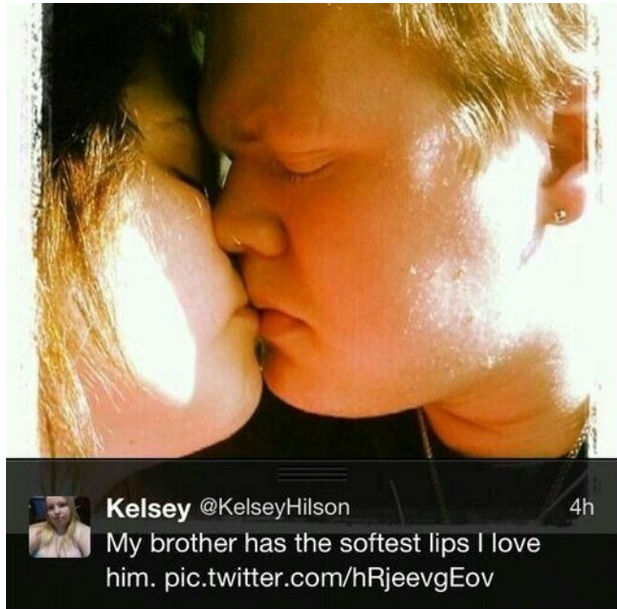 Kelsey @KelseyHilson 4h
My brother has the softest lips I love
him. pic.twitter.com/hRjeevgEov